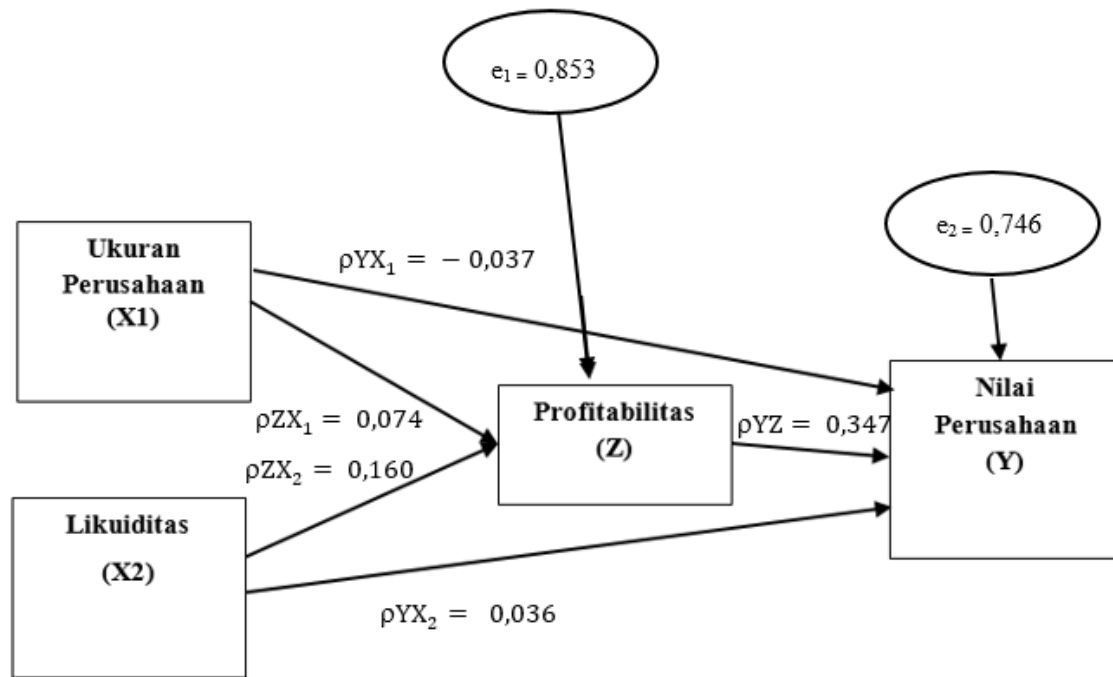 e₁ = 0,853
e₂ = 0,746
Ukuran
Perusahaan
(X1)
ρYX₁ = − 0,037
Profitabilitas
(Z)
Nilai
Perusahaan
(Y)
ρZX₁ = 0,074
ρYZ = 0,347
ρZX₂ = 0,160
Likuiditas
(X2)
ρYX₂ = 0,036